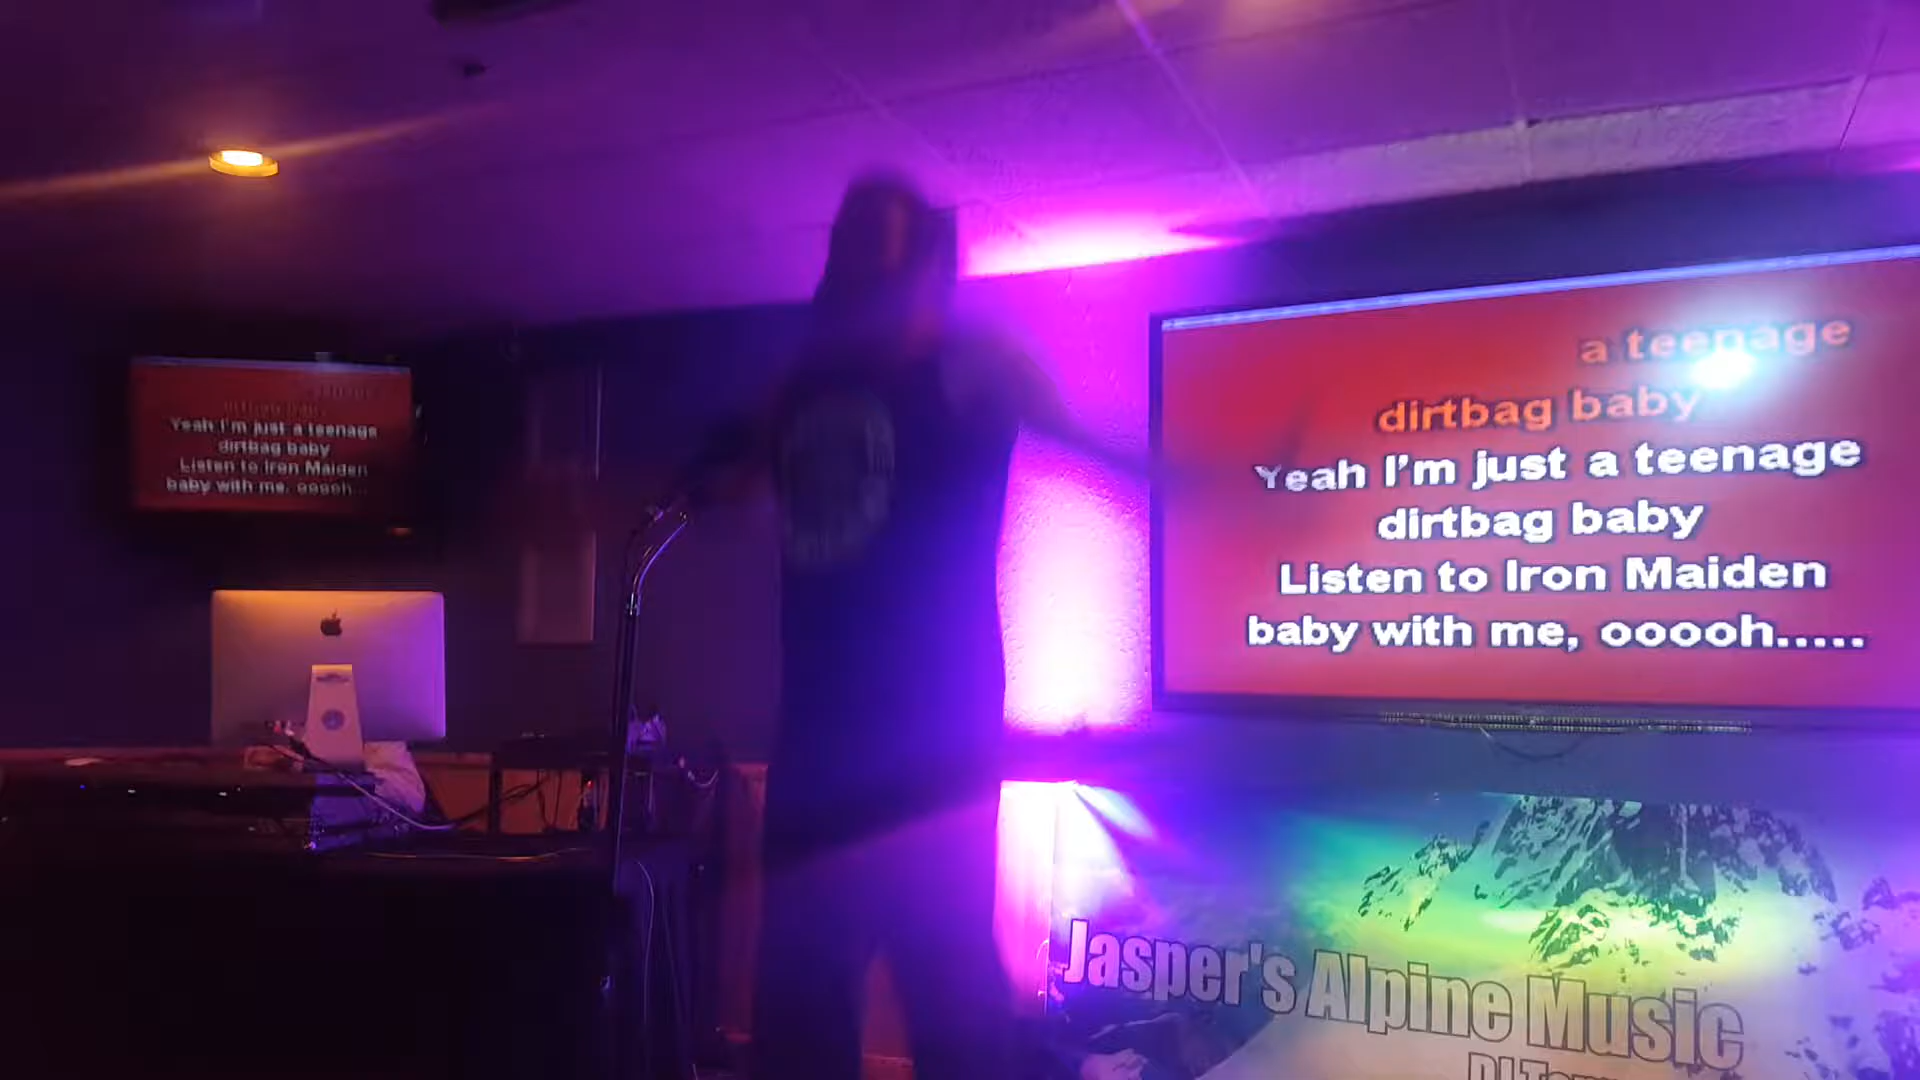 Yeah I'm just a teenage
dirtbag baby
Listen to Iron Maiden
baby with me, ooooh...
a teenage
dirtbag baby
Yeah I'm just a teenage
dirtbag baby
Listen to Iron Maiden
baby with me, ooooh.....
Jasper's Alpine Music
DJ